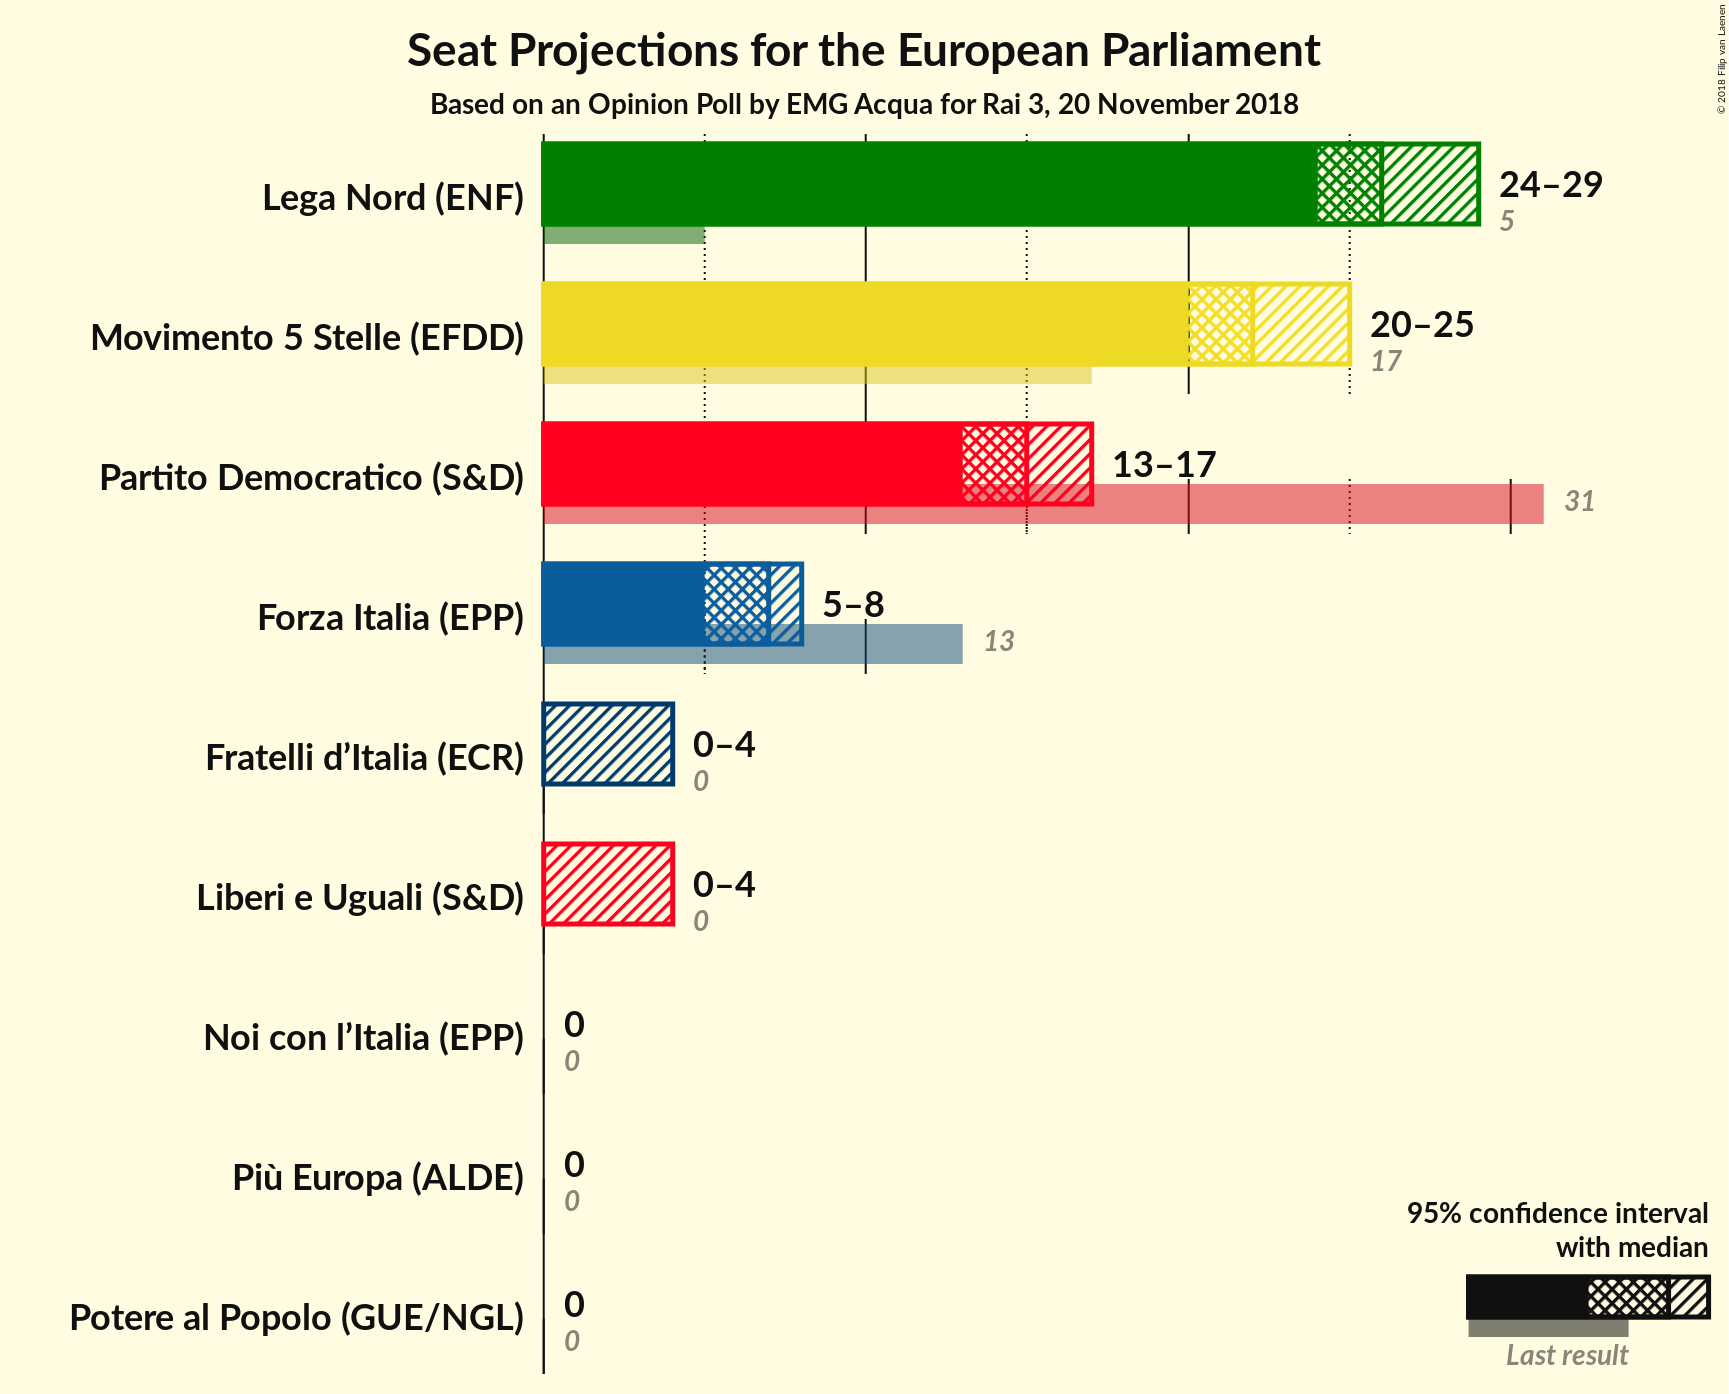 Seat Projections for the European Parliament
Based on an Opinion Poll by EMG Acqua for Rai 3, 20 November 2018
© 2018 Filip van Laenen
Lega Nord (ENF)
24–29
5
Movimento 5 Stelle (EFDD)
20–25
17
Partito Democratico (S&D)
13–17
31
Forza Italia (EPP)
5–8
13
Fratelli d’Italia (ECR)
0–4
0
Liberi e Uguali (S&D)
0–4
0
Noi con l’Italia (EPP)
0
0
Più Europa (ALDE)
0
0
Potere al Popolo (GUE/NGL)
0
0
95% confidence interval
with median
Last result